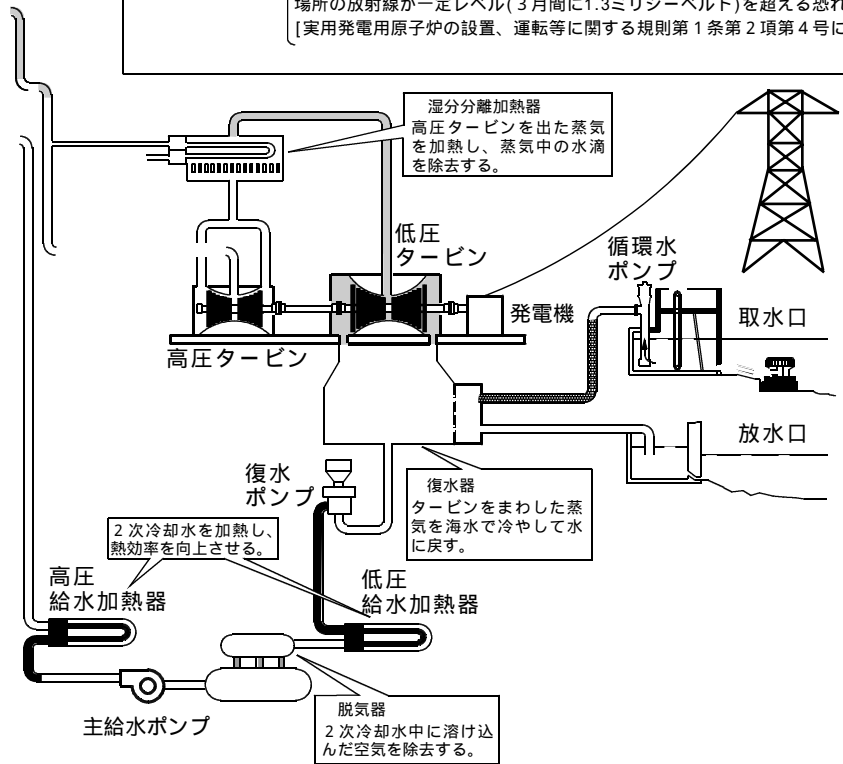 場所の放射線が一定レベル(３月間に1.3ミリシーベルト)を超える恐れ
[実用発電用原子炉の設置、運転等に関する規則第１条第２項第４号に
湿分分離加熱器
高圧タービンを出た蒸気
を加熱し、蒸気中の水滴
を除去する。
低圧
タービン
循環水
ポンプ
発電機
取水口
高圧タービン
放水口
復水
ポンプ
復水器
タービンをまわした蒸
気を海水で冷やして水
に戻す。
２次冷却水を加熱し、
熱効率を向上させる。
高圧
給水加熱器
低圧
給水加熱器
主給水ポンプ
脱気器
２次冷却水中に溶け込
んだ空気を除去する。